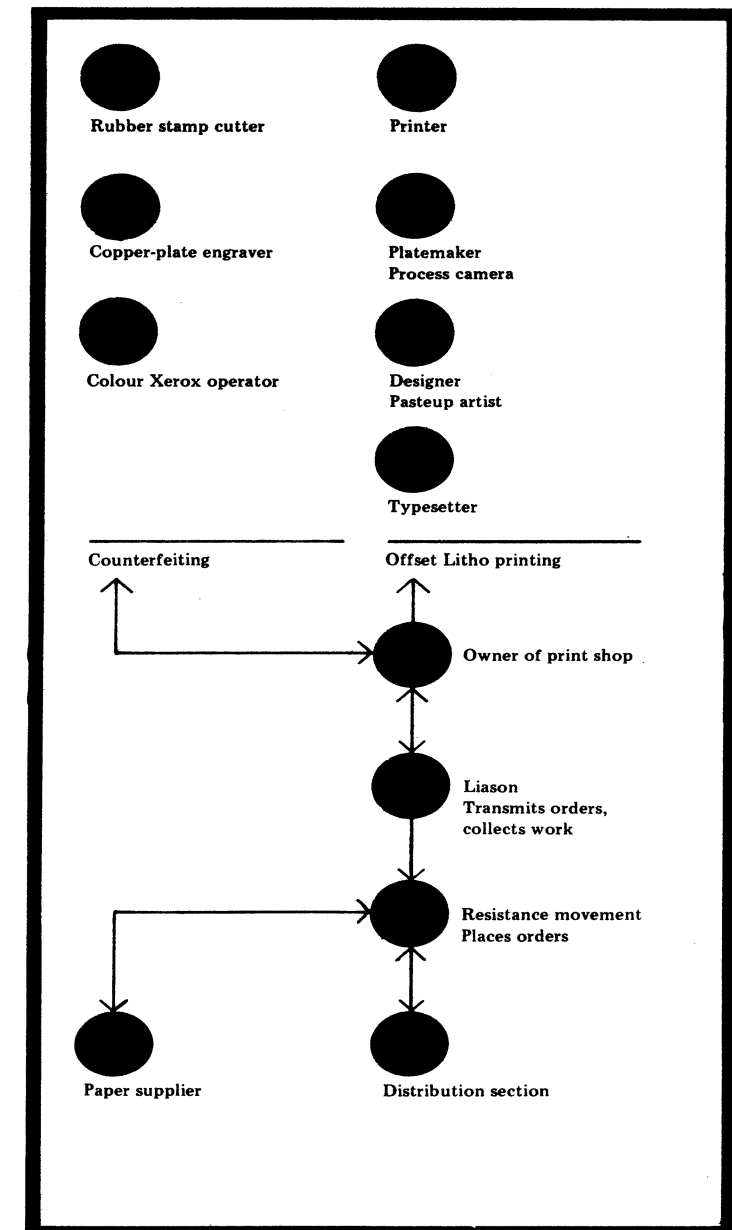 Rubber stamp cutter
Printer
Copper-plate engraver
Platemaker
Process camera
Colour Xerox operator
Designer
Pasteup artist
Typesetter
Counterfeiting
Offset Litho printing
Owner of print shop
Liason
Transmits orders,
collects work
Resistance movement
Places orders
Paper supplier
Distribution section